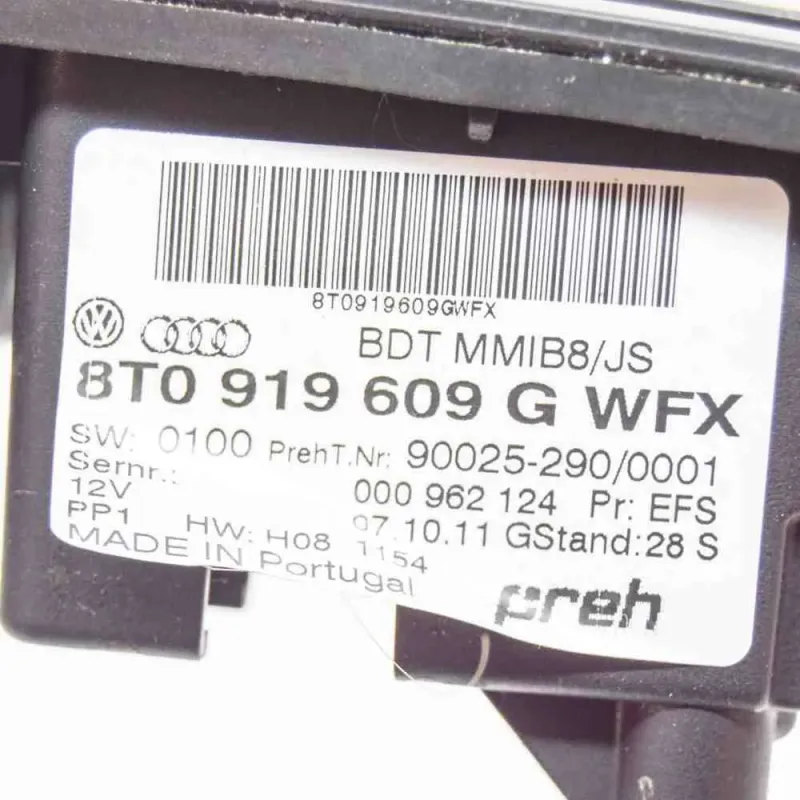 8T0919609GWFX
BDT MMIB8/JS
8T0 919 609 G WFX
SW: 0100 PrehT.Nr: 90025-290/0001
Sernr.: 000 962 124 Pr: EFS
12V 07.10.11 GStand:28 S
PP1 HW: H08 1154
MADE IN Portugal
preh